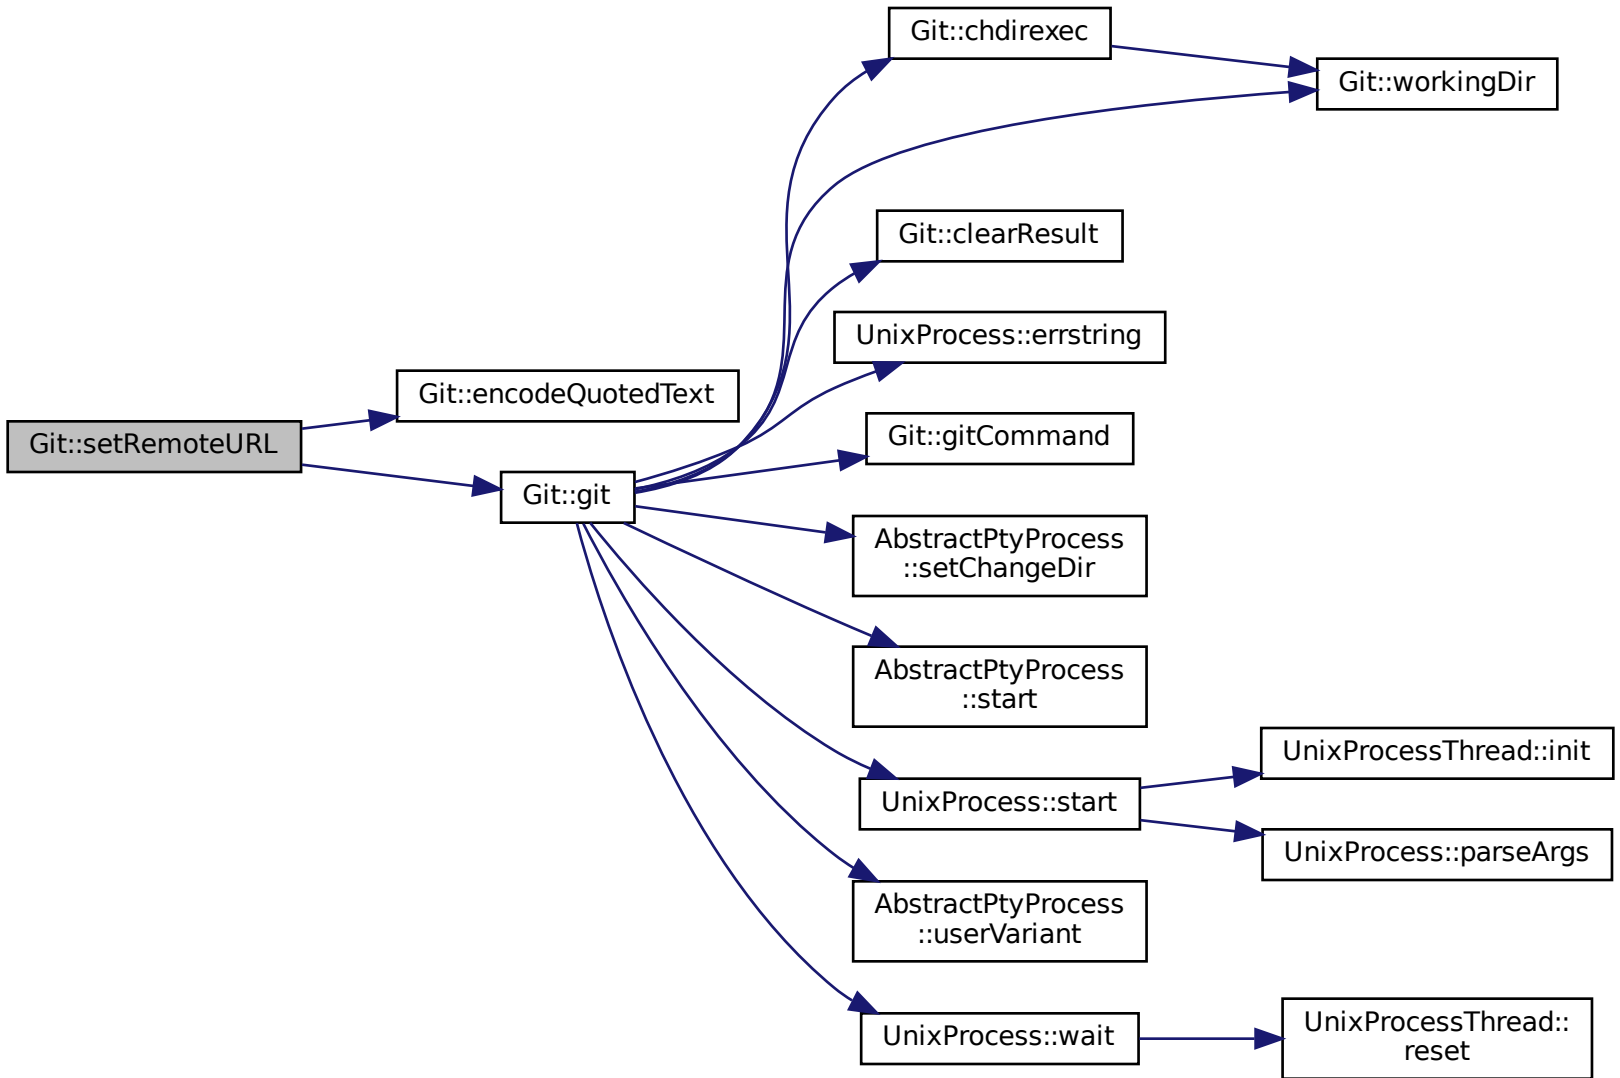 Git::setRemoteURL
Git::encodeQuotedText
Git::git
Git::chdirexec
Git::workingDir
Git::clearResult
UnixProcess::errstring
Git::gitCommand
AbstractPtyProcess
::setChangeDir
AbstractPtyProcess
::start
UnixProcess::start
UnixProcessThread::init
UnixProcess::parseArgs
AbstractPtyProcess
::userVariant
UnixProcess::wait
UnixProcessThread::
reset